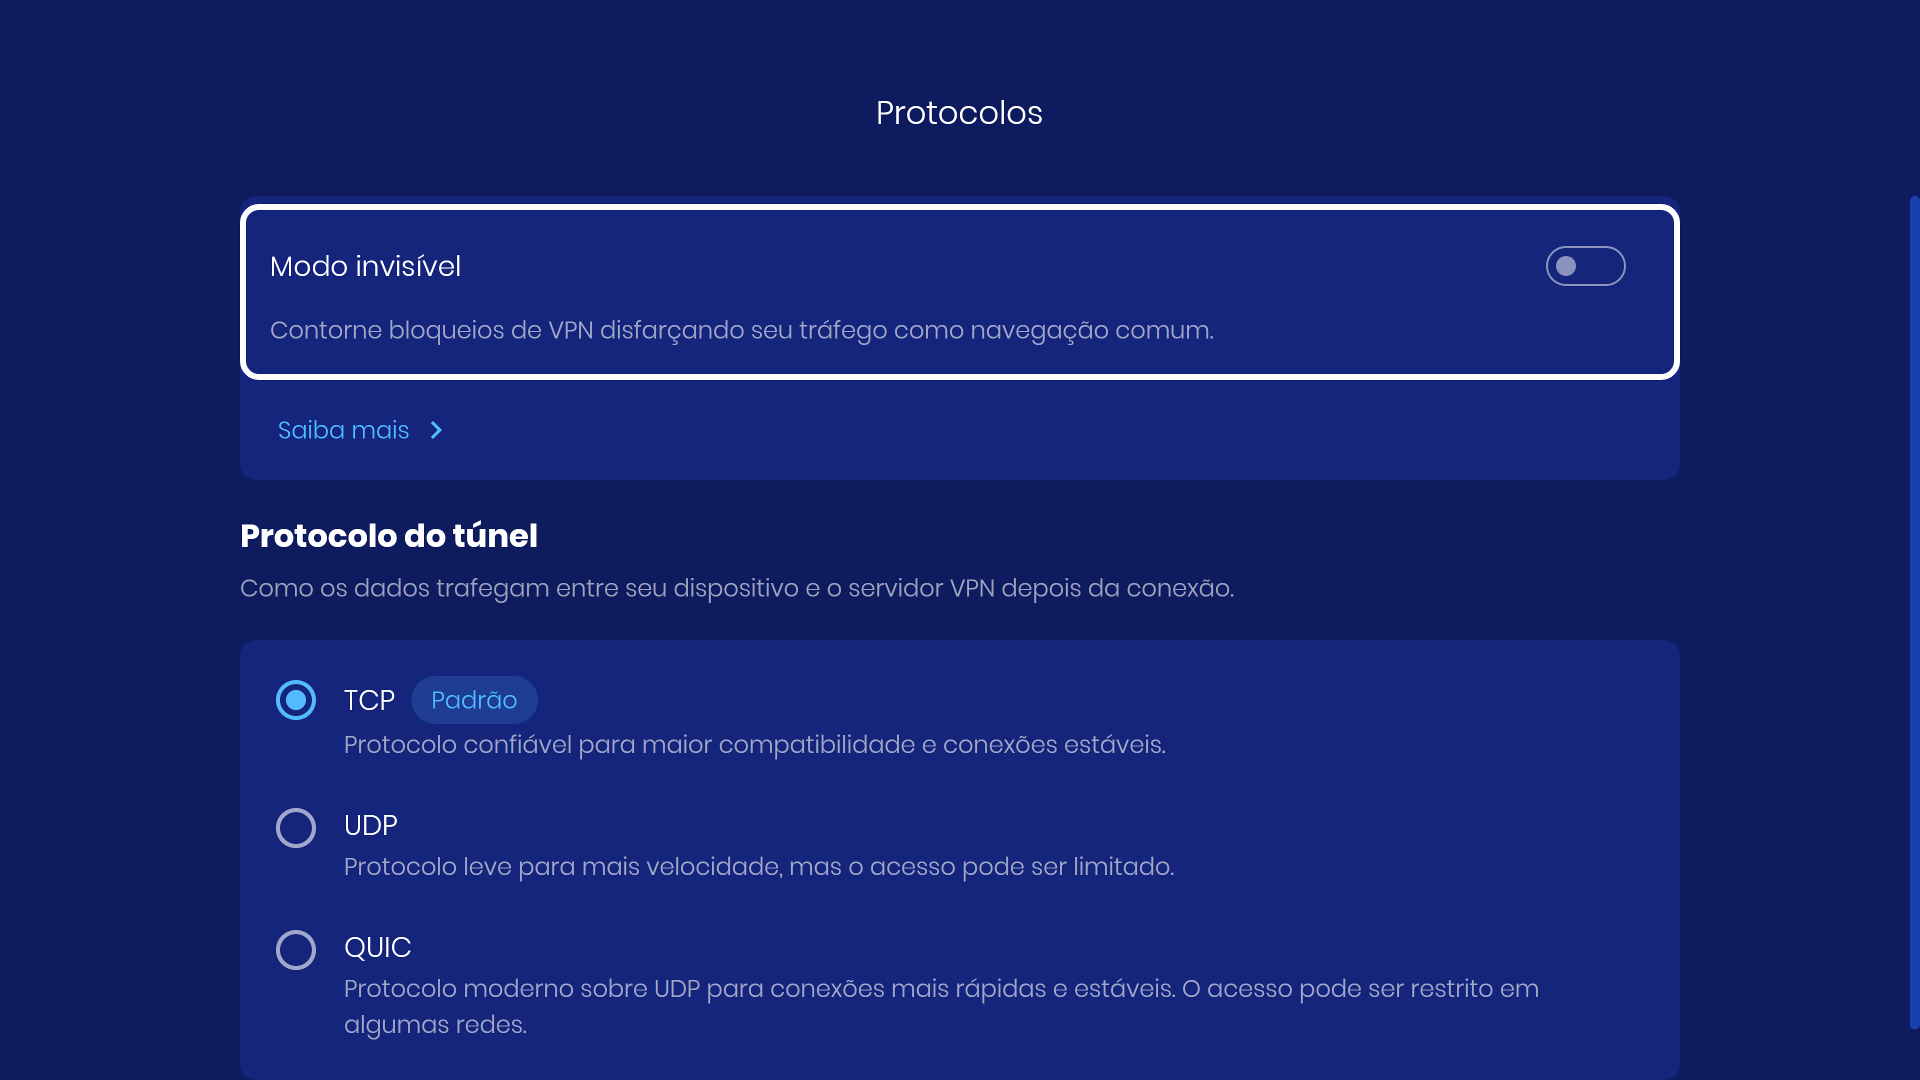 Protocolos
Modo invisível
Contorne bloqueios de VPN disfarçando seu tráfego como navegação comum.
Saiba mais
Protocolo do túnel
Como os dados trafegam entre seu dispositivo e o servidor VPN depois da conexão.
TCP Padrão
Protocolo confiável para maior compatibilidade e conexões estáveis.
UDP
Protocolo leve para mais velocidade, mas o acesso pode ser limitado.
QUIC
Protocolo moderno sobre UDP para conexões mais rápidas e estáveis. O acesso pode ser restrito em
algumas redes.